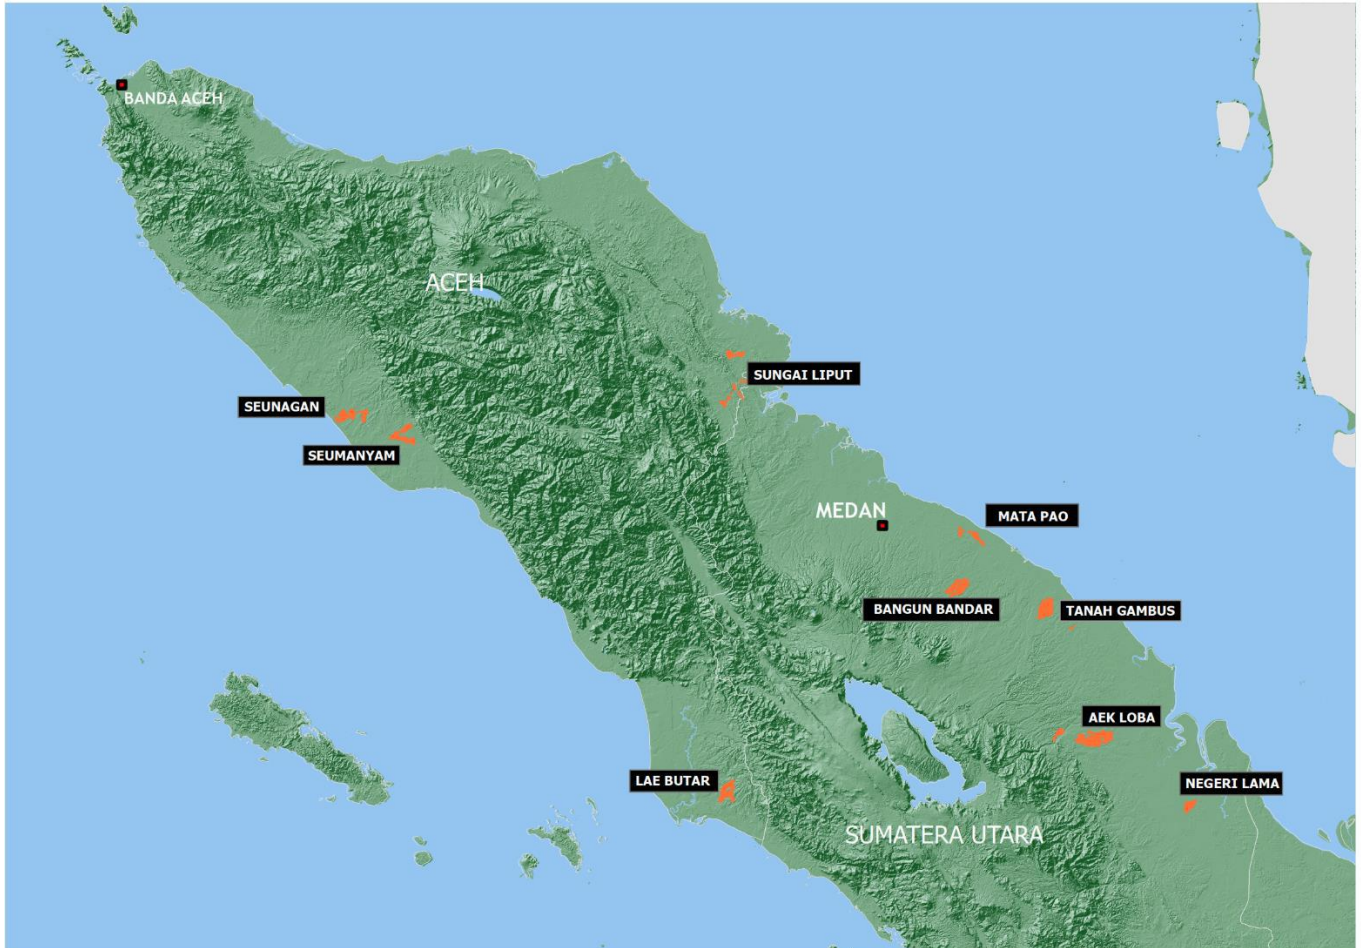 BANDA ACEH
ACEH
SUNGAI LIPUT
SEUNAGAN
SEUMANYAM
MEDAN
MATA PAO
BANGUN BANDAR
TANAH GAMBUS
AEK LOBA
LAE BUTAR
NEGERI LAMA
SUMATERA UTARA